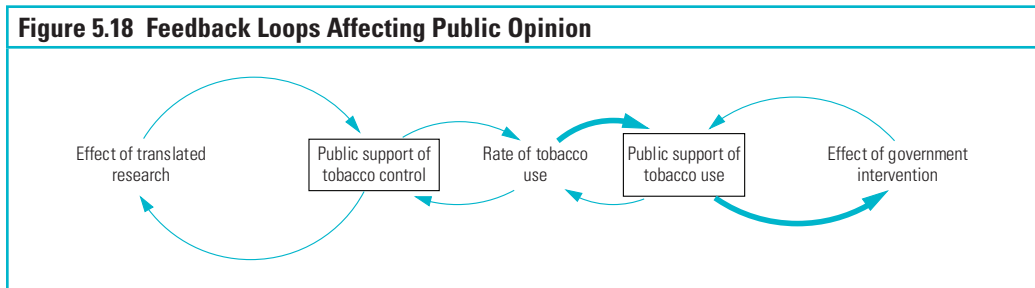 Figure 5.18 Feedback Loops Affecting Public Opinion
Effect of translated
research
Public support of
tobacco control
Rate of tobacco
use
Public support of
tobacco use
Effect of government
intervention